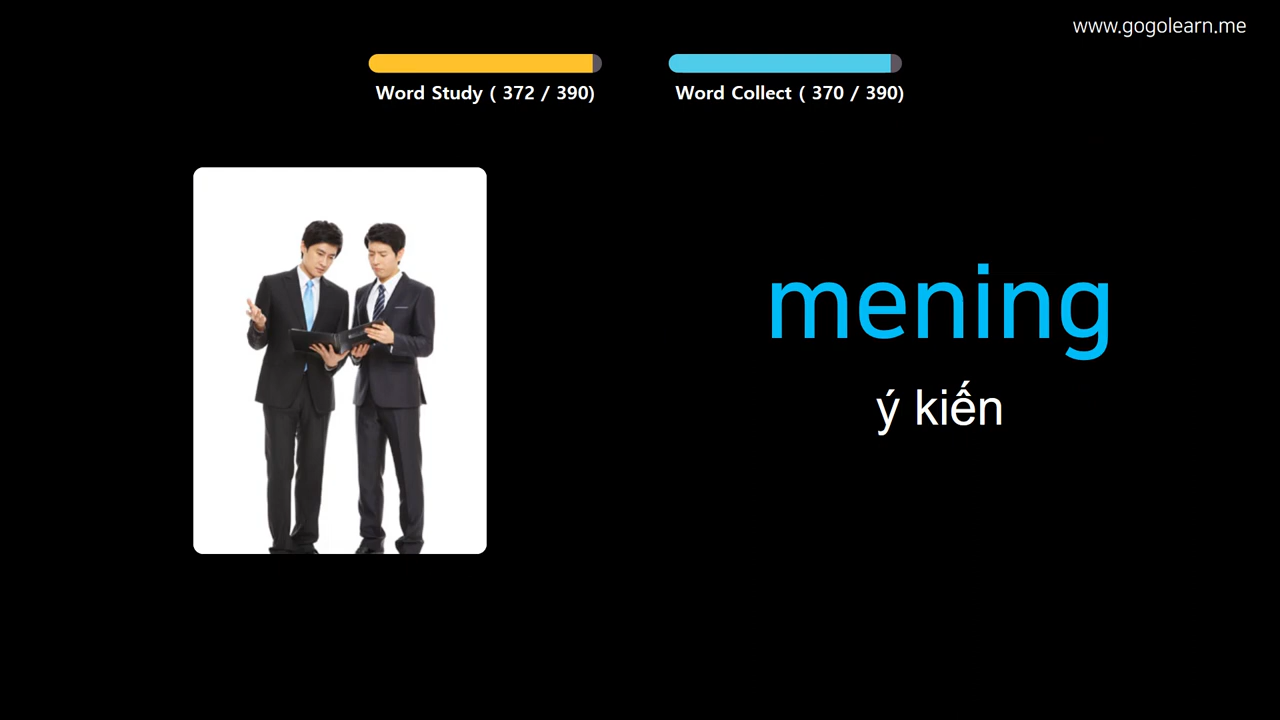 www.gogolearn.me
Word Study ( 372 / 390)
Word Collect ( 370 / 390)
mening
ý kiến